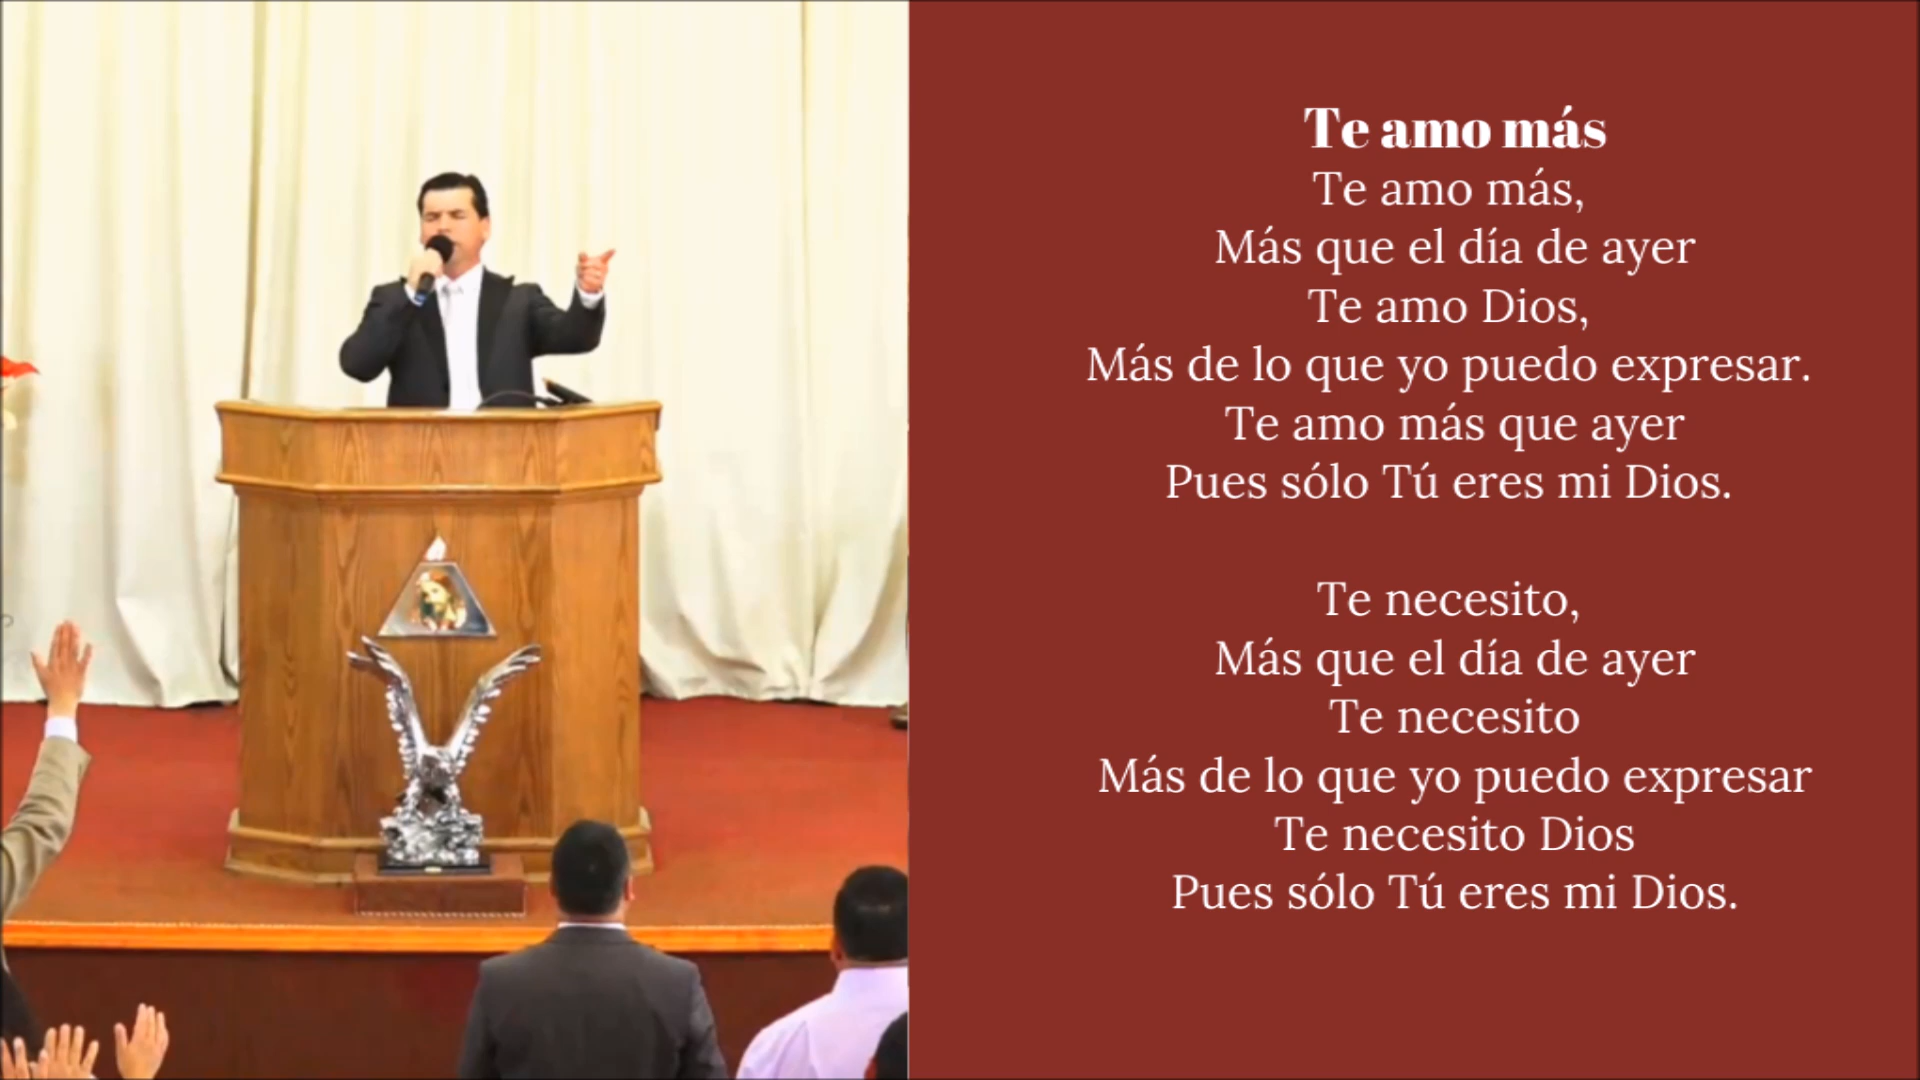 Te amo más
Te amo más,
Más que el día de ayer
Te amo Dios,
Más de lo que yo puedo expresar.
Te amo más que ayer
Pues sólo Tú eres mi Dios.
Te necesito,
Más que el día de ayer
Te necesito
Más de lo que yo puedo expresar
Te necesito Dios
Pues sólo Tú eres mi Dios.